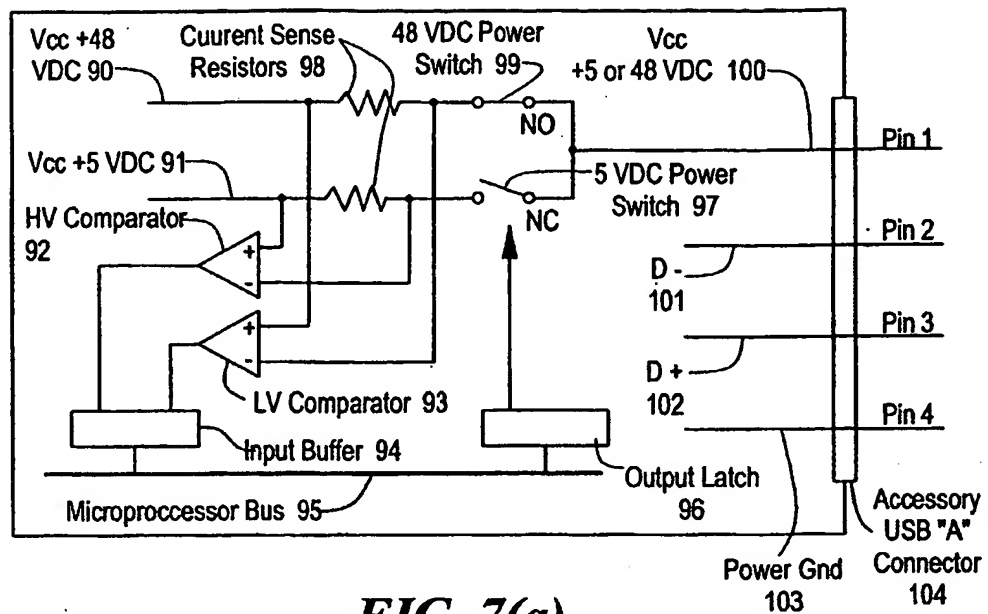 Vcc +48
VDC 90
Cuurent Sense
Resistors 98
48 VDC Power
Switch 99
Vcc
+5 or 48 VDC 100
NO
Pin 1
Vcc +5 VDC 91
5 VDC Power
Switch 97
NC
HV Comparator
92
+
-
Pin 2
D -
101
+
-
Pin 3
D +
102
LV Comparator 93
Pin 4
Input Buffer 94
Output Latch
96
Microproccessor Bus 95
Accessory
USB "A"
Connector
104
Power Gnd
103
FIG. 7(a)